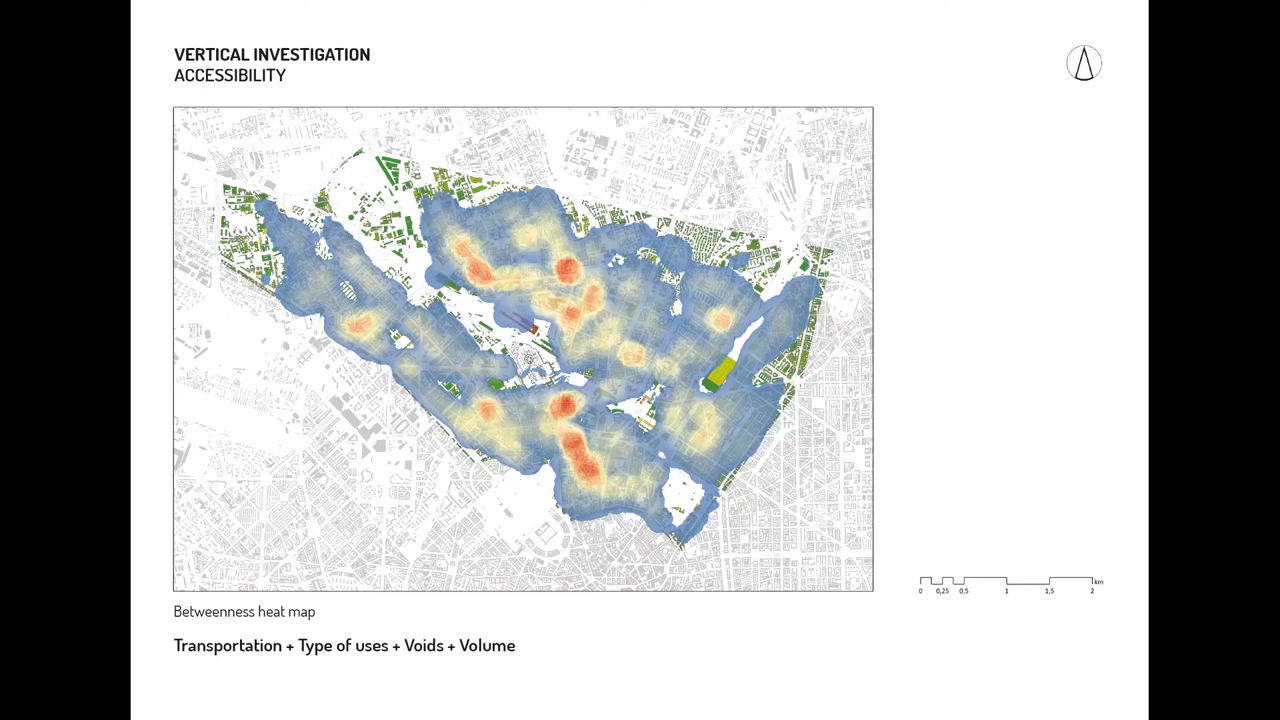 VERTICAL INVESTIGATION
ACCESSIBILITY
km
0 0,25 0,5 1 1,5 2
Betweenness heat map
Transportation + Type of uses + Voids + Volume